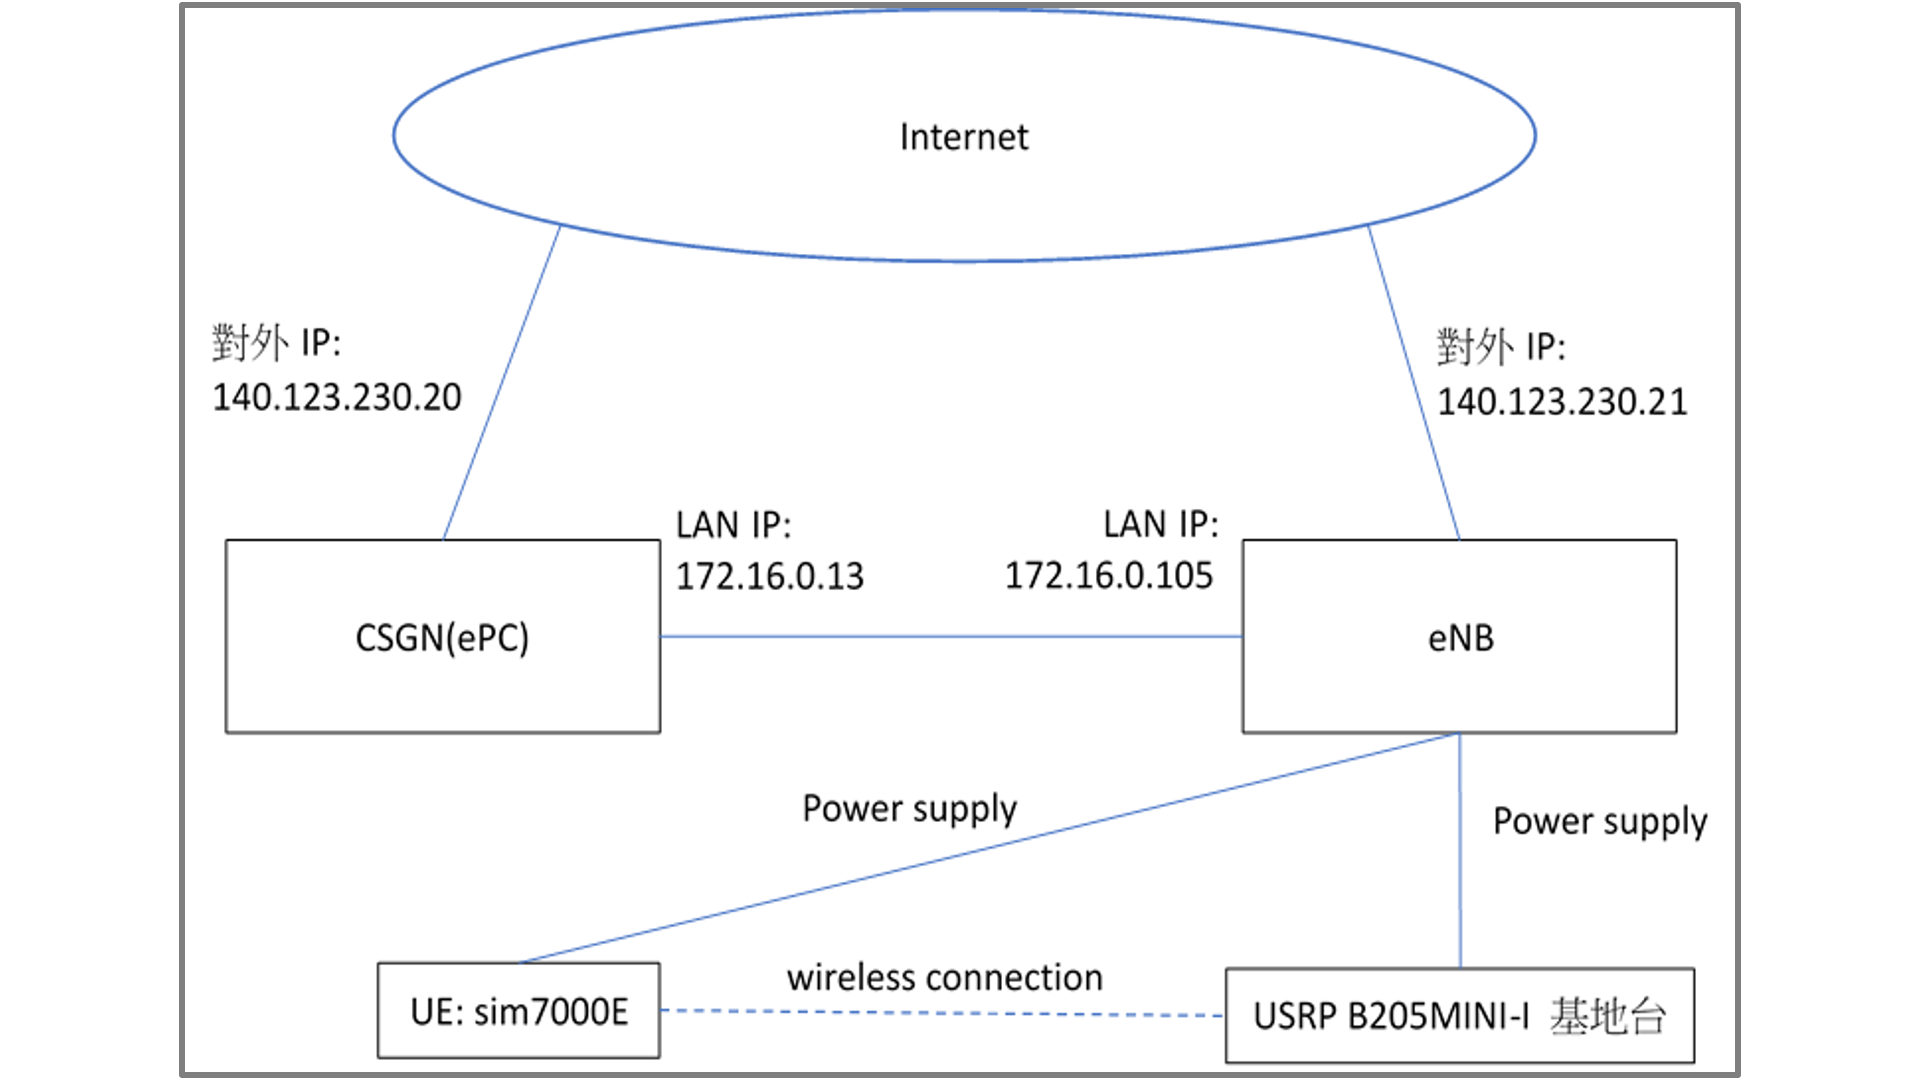 Internet
對外 IP:
140.123.230.20
對外 IP:
140.123.230.21
LAN IP:
172.16.0.13
LAN IP:
172.16.0.105
CSGN(ePC)
eNB
Power supply
Power supply
wireless connection
UE: sim7000E
USRP B205MINI-I 基地台